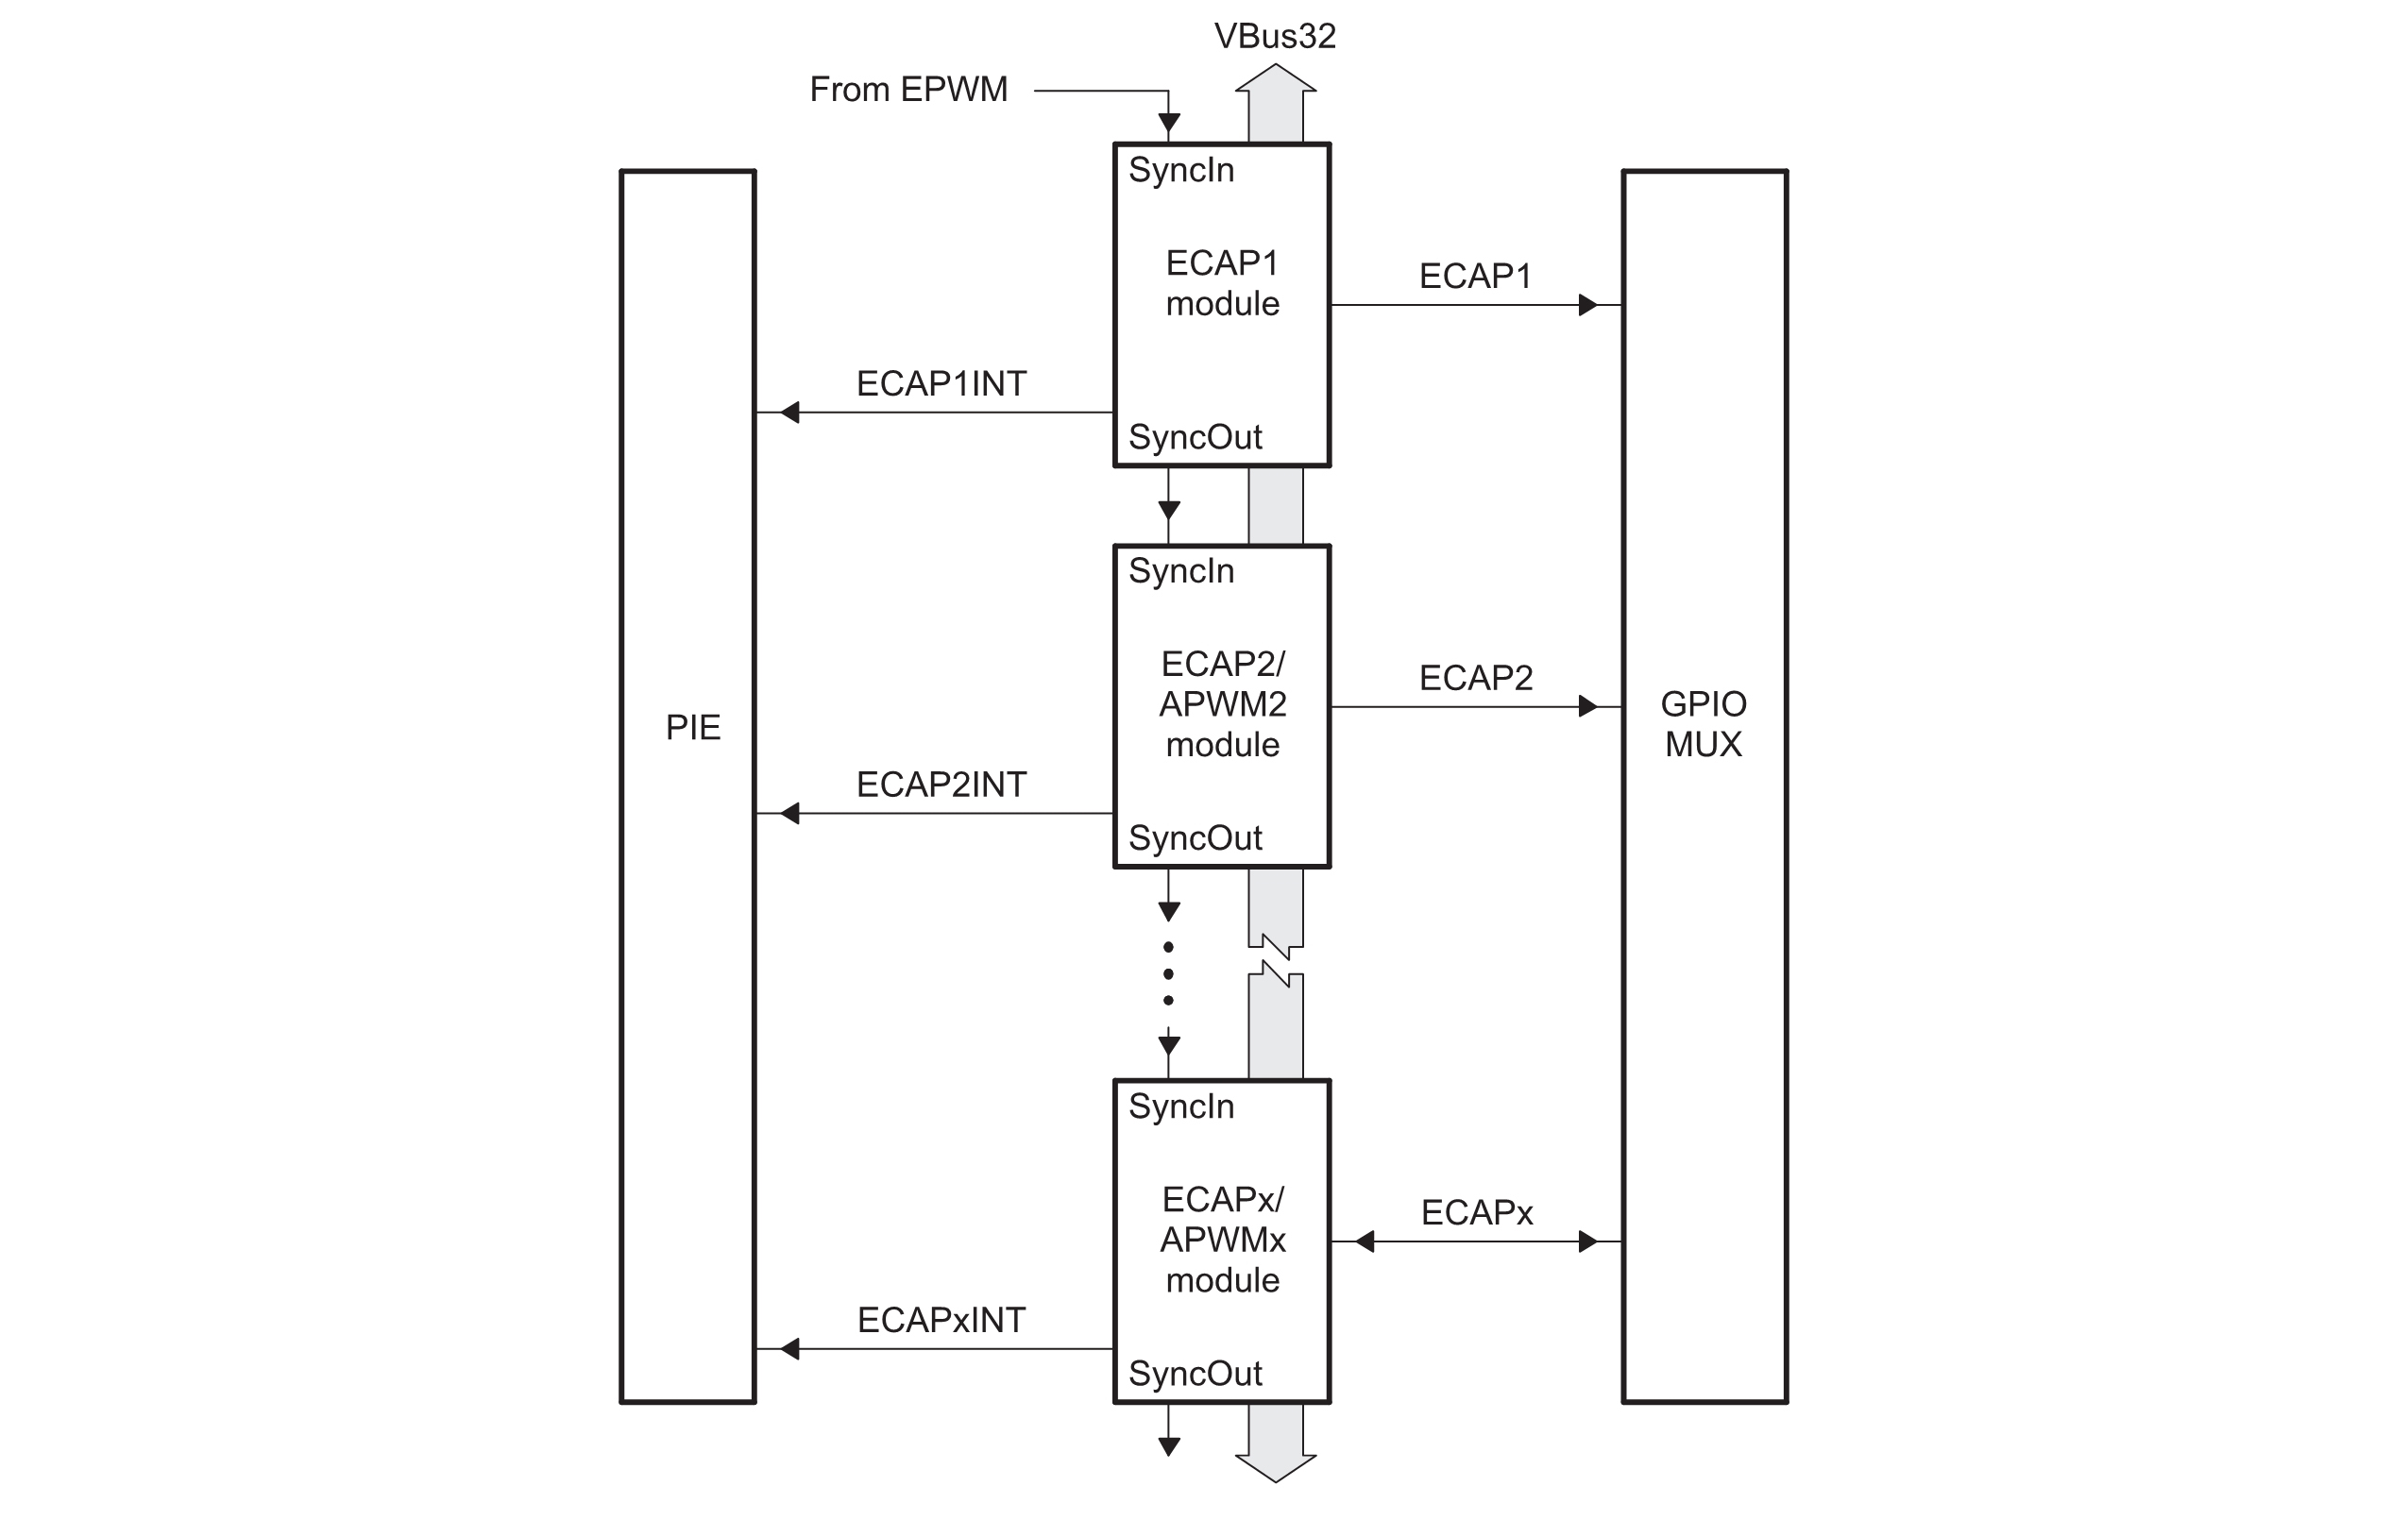 VBus32
From EPWM
SyncIn
ECAP1
module
ECAP1
ECAP1INT
SyncOut
SyncIn
ECAP2/
APWM2
module
ECAP2
PIE
GPIO
MUX
ECAP2INT
SyncOut
SyncIn
ECAPx/
APWMx
module
ECAPx
ECAPxINT
SyncOut